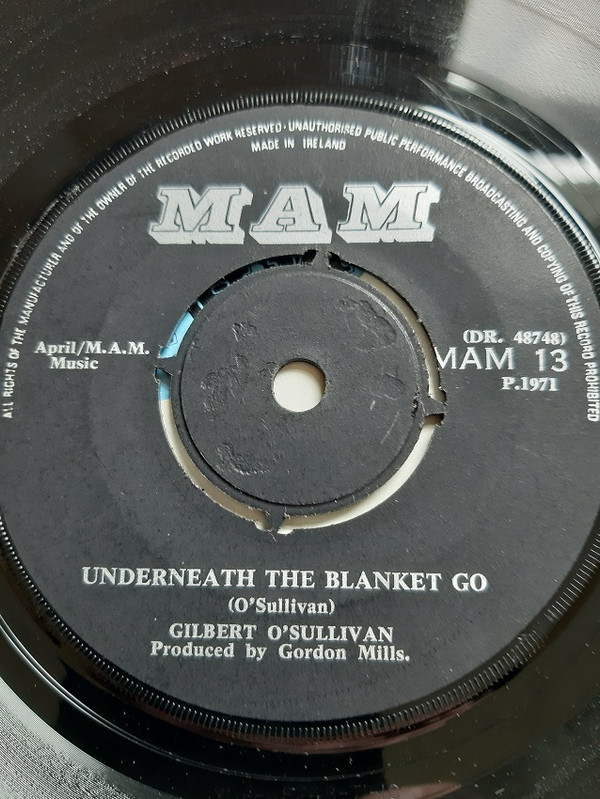 ALL RIGHTS OF THE MANUFACTURER AND OF THE OWNER OF THE RECORDED WORK RESERVED · UNAUTHORISED PUBLIC PERFORMANCE BROADCASTING AND COPYING OF THIS RECORD PROHIBITED
MADE IN IRELAND
MAM
April/M.A.M.
Music
(DR. 48748)
MAM 13
P.1971
UNDERNEATH THE BLANKET GO
(O'Sullivan)
GILBERT O'SULLIVAN
Produced by Gordon Mills.